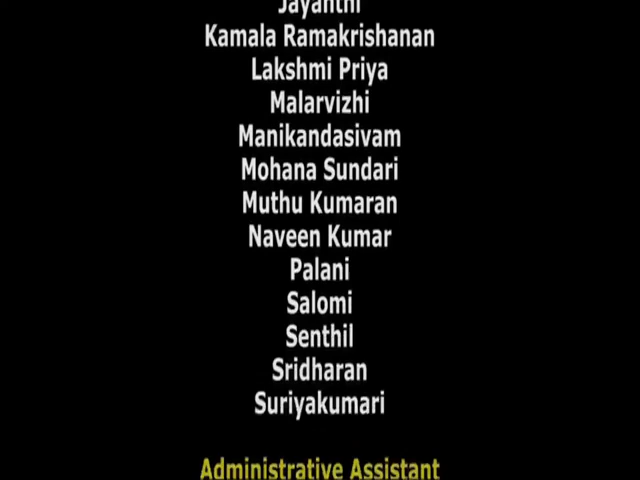 Jayanthi
Kamala Ramakrishanan
Lakshmi Priya
Malarvizhi
Manikandasivam
Mohana Sundari
Muthu Kumaran
Naveen Kumar
Palani
Salomi
Senthil
Sridharan
Suriyakumari
Administrative Assistant